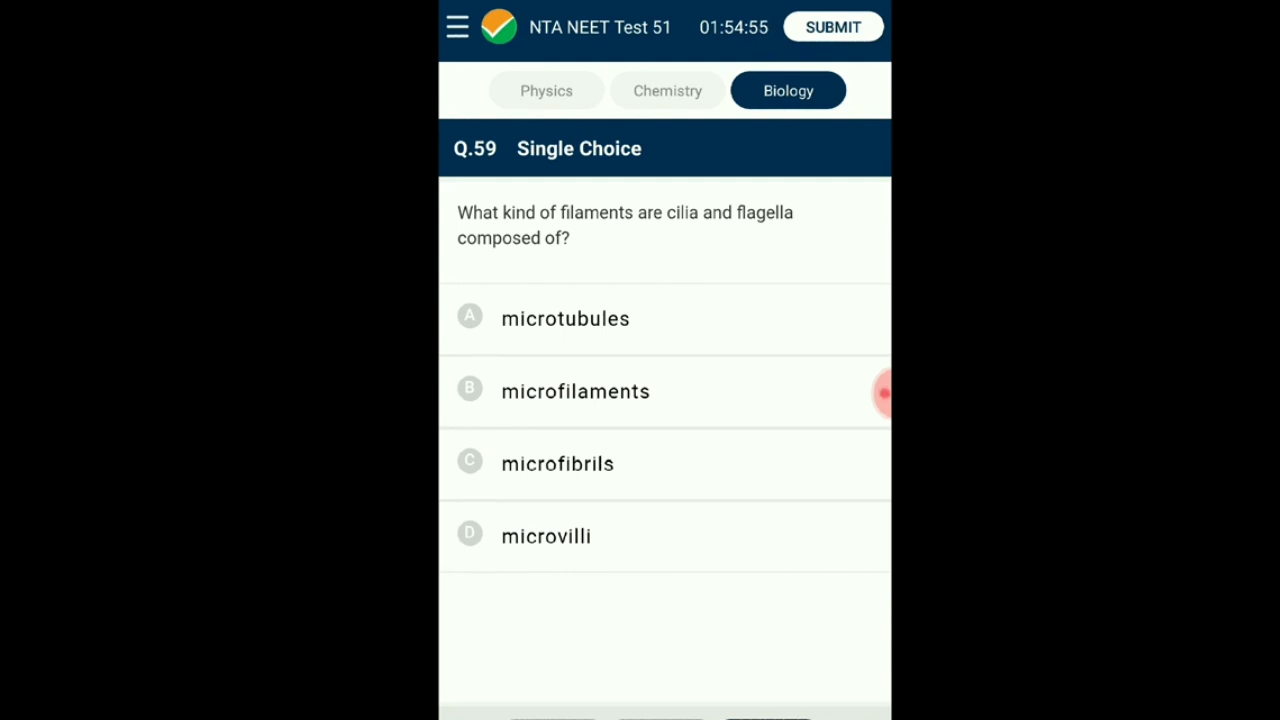 NTA NEET Test 51 01:54:55 SUBMIT
Physics Chemistry Biology
Q.59 Single Choice
What kind of filaments are cilia and flagella
composed of?
A microtubules
B microfilaments
C microfibrils
D microvilli